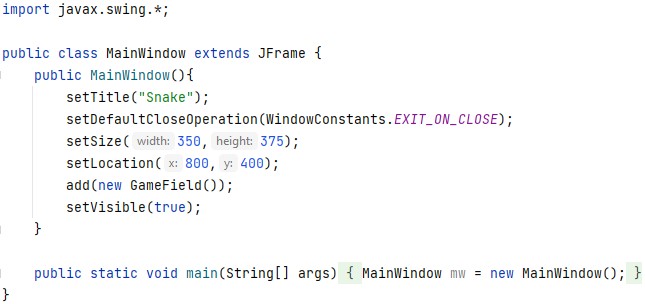 import javax.swing.*;
public class MainWindow extends JFrame {
public MainWindow(){
setTitle("Snake");
setDefaultCloseOperation(WindowConstants.EXIT_ON_CLOSE);
setSize( width: 350, height: 375);
setLocation( x: 800, y: 400);
add(new GameField());
setVisible(true);
}
public static void main(String[] args) { MainWindow mw = new MainWindow(); }
}